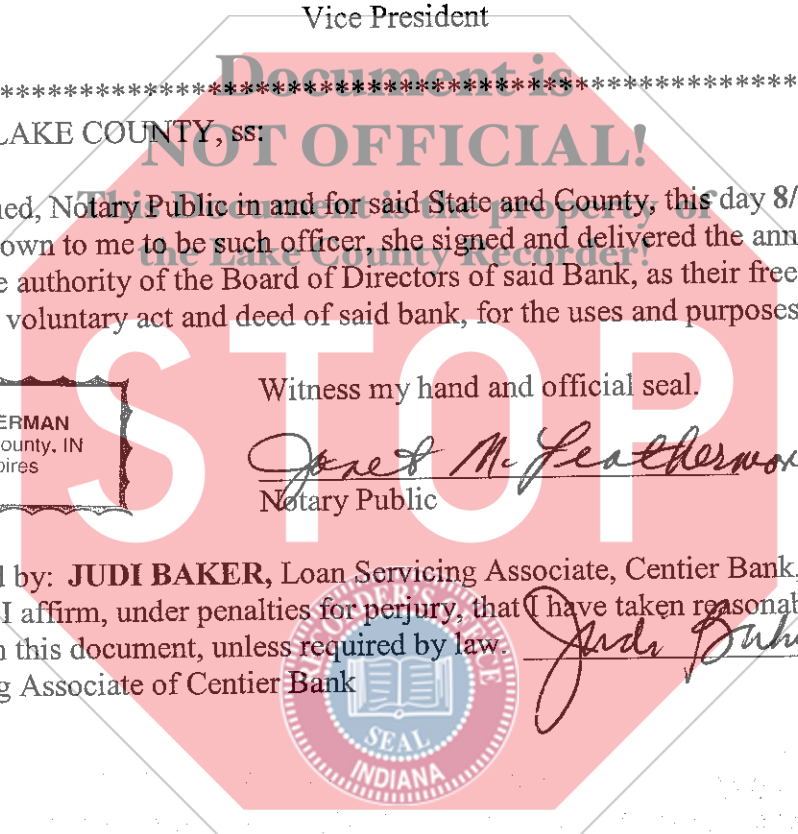 Vice President
Document is
************************************************************
LAKE COUNTY, ss:
NOT OFFICIAL!
ned, Notary Public in and for said State and County, this day 8/
This Document is the property of
own to me to be such officer, she signed and delivered the ann
the Lake County Recorder!
e authority of the Board of Directors of said Bank, as their free
voluntary act and deed of said bank, for the uses and purposes
STOP
ERMAN
ounty, IN
pires
Witness my hand and official seal.
Janet M. Leatherman
Notary Public
d by: JUDI BAKER, Loan Servicing Associate, Centier Bank,
I affirm, under penalties for perjury, that I have taken reasonab
n this document, unless required by law. Judi Bak
g Associate of Centier Bank
RECORDER'S OFFICE
SEAL
INDIANA